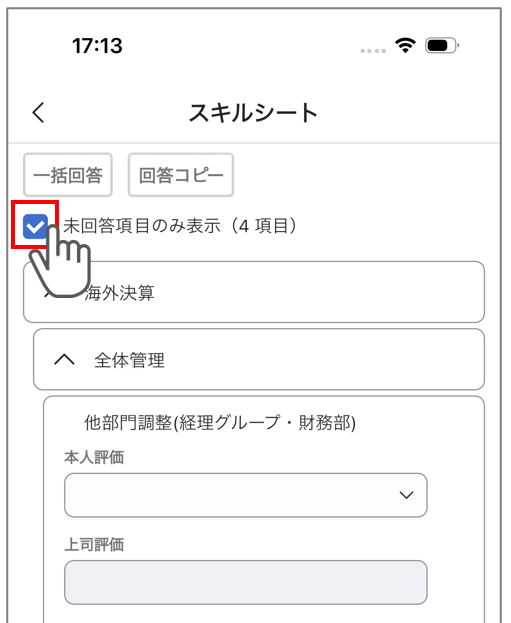 17:13
スキルシート
一括回答 回答コピー
未回答項目のみ表示（4 項目）
海外決算
全体管理
他部門調整(経理グループ・財務部)
本人評価
上司評価